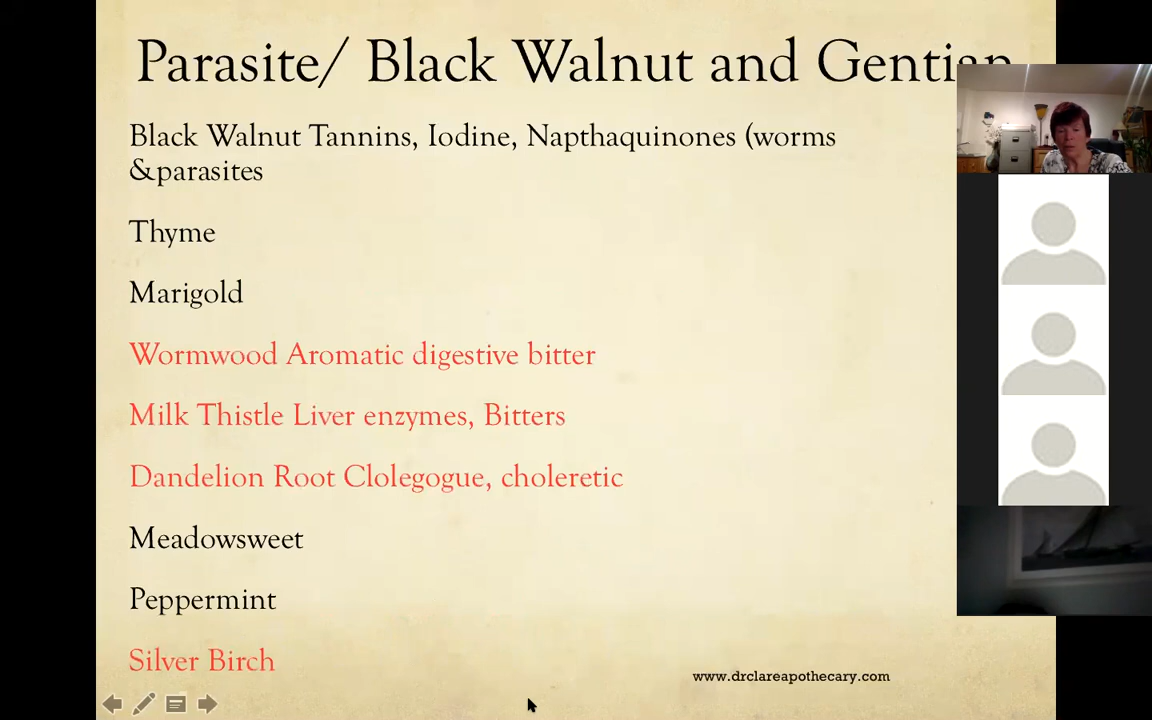 Parasite/ Black Walnut and Gentian
Black Walnut Tannins, Iodine, Napthaquinones (worms
&parasites
Thyme
Marigold
Wormwood Aromatic digestive bitter
Milk Thistle Liver enzymes, Bitters
Dandelion Root Clolegogue, choleretic
Meadowsweet
Peppermint
Silver Birch
www.drclareapothecary.com